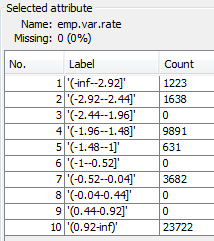 Selected attribute
Name: emp.var.rate
Missing: 0 (0%)
No. Label Count
1 '(-inf--2.92]' 1223
2 '(-2.92--2.44]' 1638
3 '(-2.44--1.96]' 0
4 '(-1.96--1.48]' 9891
5 '(-1.48--1]' 631
6 '(-1--0.52]' 0
7 '(-0.52--0.04]' 3682
8 '(-0.04-0.44]' 0
9 '(0.44-0.92]' 0
10 '(0.92-inf)' 23722